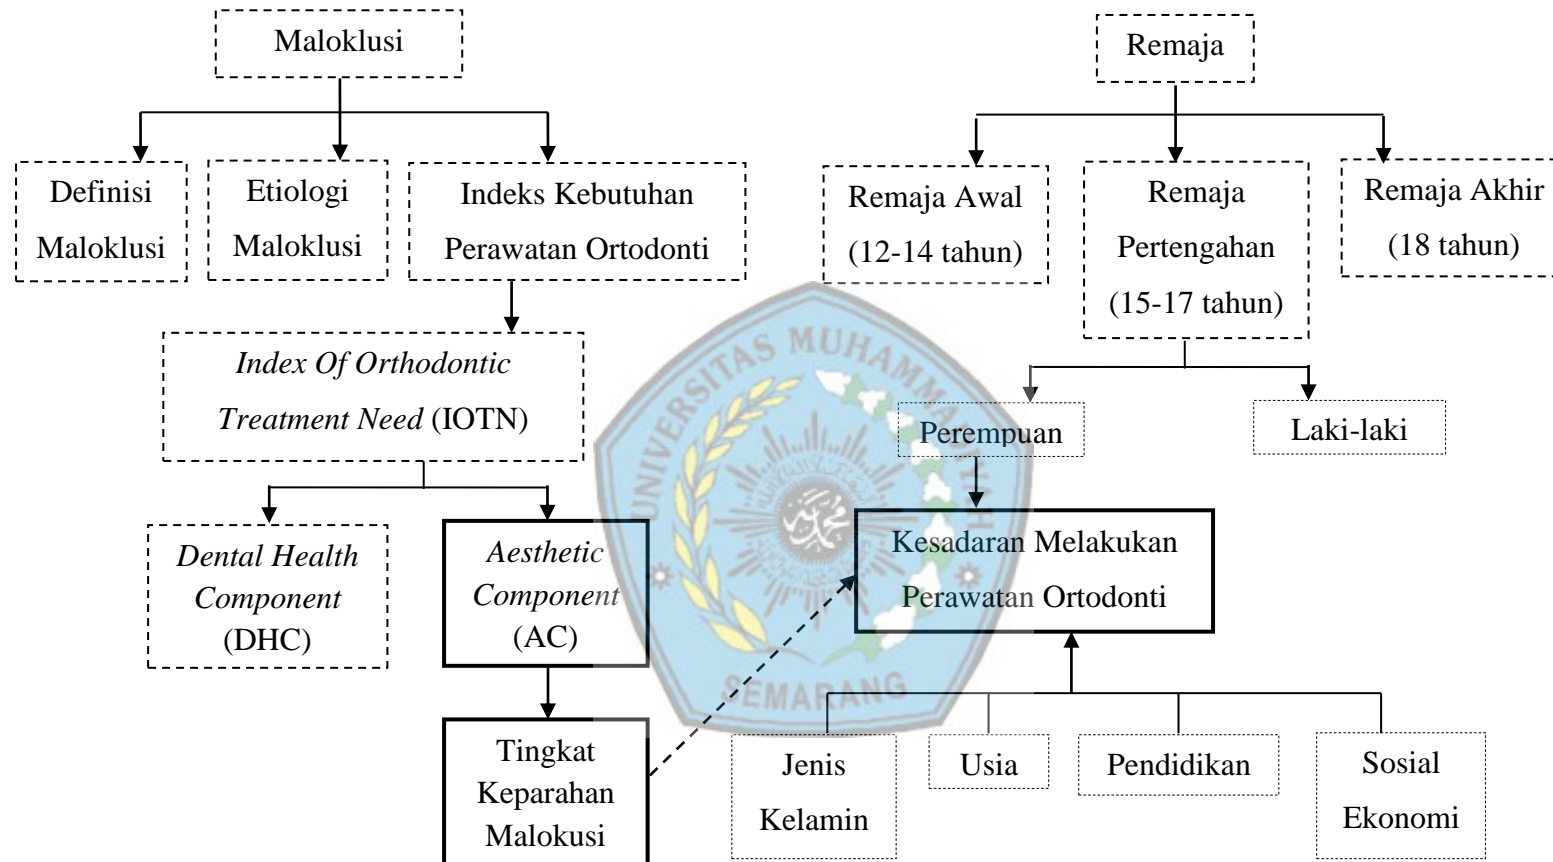 Maloklusi
Remaja
Definisi
Maloklusi
Etiologi
Maloklusi
Indeks Kebutuhan
Perawatan Ortodonti
Remaja Awal
(12-14 tahun)
Remaja
Pertengahan
(15-17 tahun)
Remaja Akhir
(18 tahun)
Index Of Orthodontic
Treatment Need (IOTN)
Perempuan
Laki-laki
Dental Health
Component
(DHC)
Aesthetic
Component
(AC)
Kesadaran Melakukan
Perawatan Ortodonti
Tingkat
Keparahan
Malokusi
Jenis
Kelamin
Usia
Pendidikan
Sosial
Ekonomi
UNIVERSITAS MUHAMMADIYAH
SEMARANG